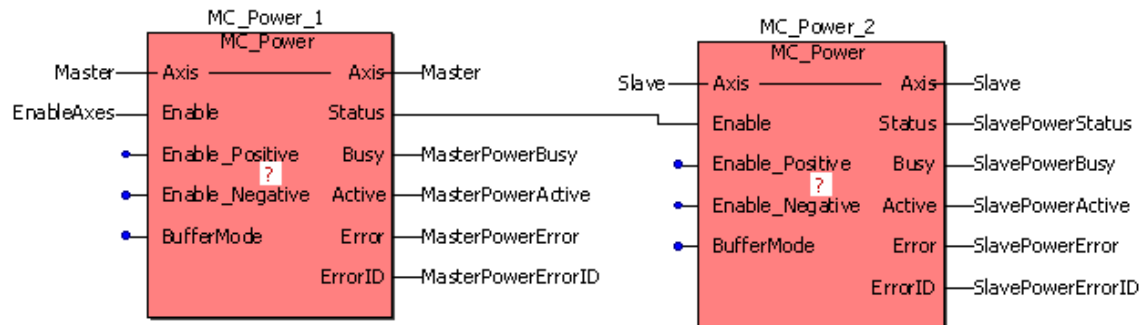 MC_Power_1
MC_Power
Master Axis Axis Master
EnableAxes Enable Status
Enable_Positive Busy MasterPowerBusy
?
Enable_Negative Active MasterPowerActive
BufferMode Error MasterPowerError
ErrorID MasterPowerErrorID
MC_Power_2
MC_Power
Slave Axis Axis Slave
Enable Status SlavePowerStatus
Enable_Positive Busy SlavePowerBusy
?
Enable_Negative Active SlavePowerActive
BufferMode Error SlavePowerError
ErrorID SlavePowerErrorID